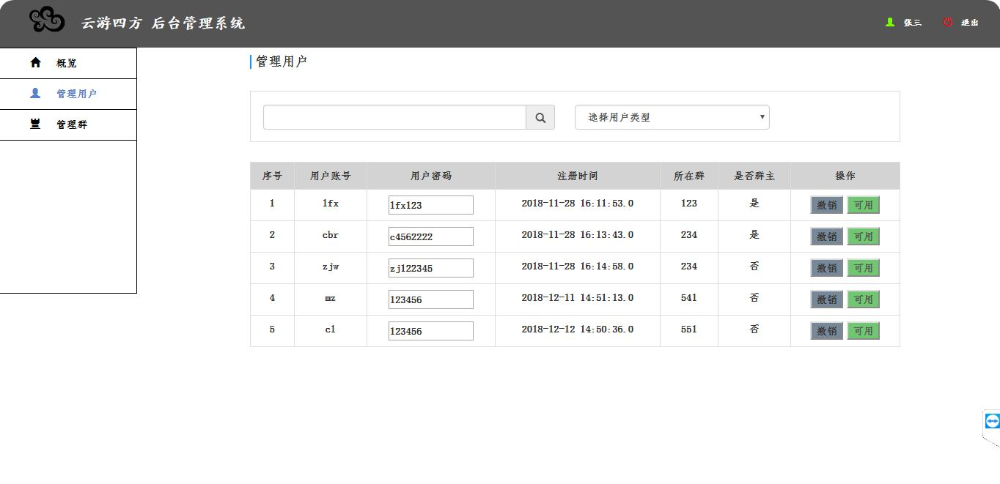 云游四方 后台管理系统
张三 退出
概览
管理用户
管理群
管理用户
选择用户类型
序号 用户账号 用户密码 注册时间 所在群 是否群主 操作
1 lfx lfx123 2018-11-28 16:11:53.0 123 是 撤销 可用
2 cbr c4562222 2018-11-28 16:13:43.0 234 是 撤销 可用
3 zjw zj122345 2018-11-28 16:14:58.0 234 否 撤销 可用
4 mz 123456 2018-12-11 14:51:13.0 541 否 撤销 可用
5 cl 123456 2018-12-12 14:50:36.0 551 否 撤销 可用